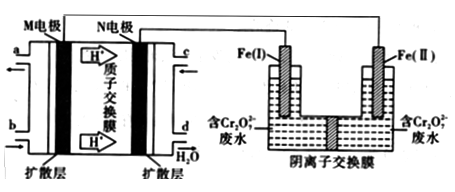 M电极 N电极
a
c
H⁺
质子交换膜
b
H⁺
d
H₂O
扩散层 扩散层
Fe(Ⅰ)
Fe(Ⅱ)
含Cr₂O₇²⁻
废水
含Cr₂O₇²⁻
废水
阴离子交换膜